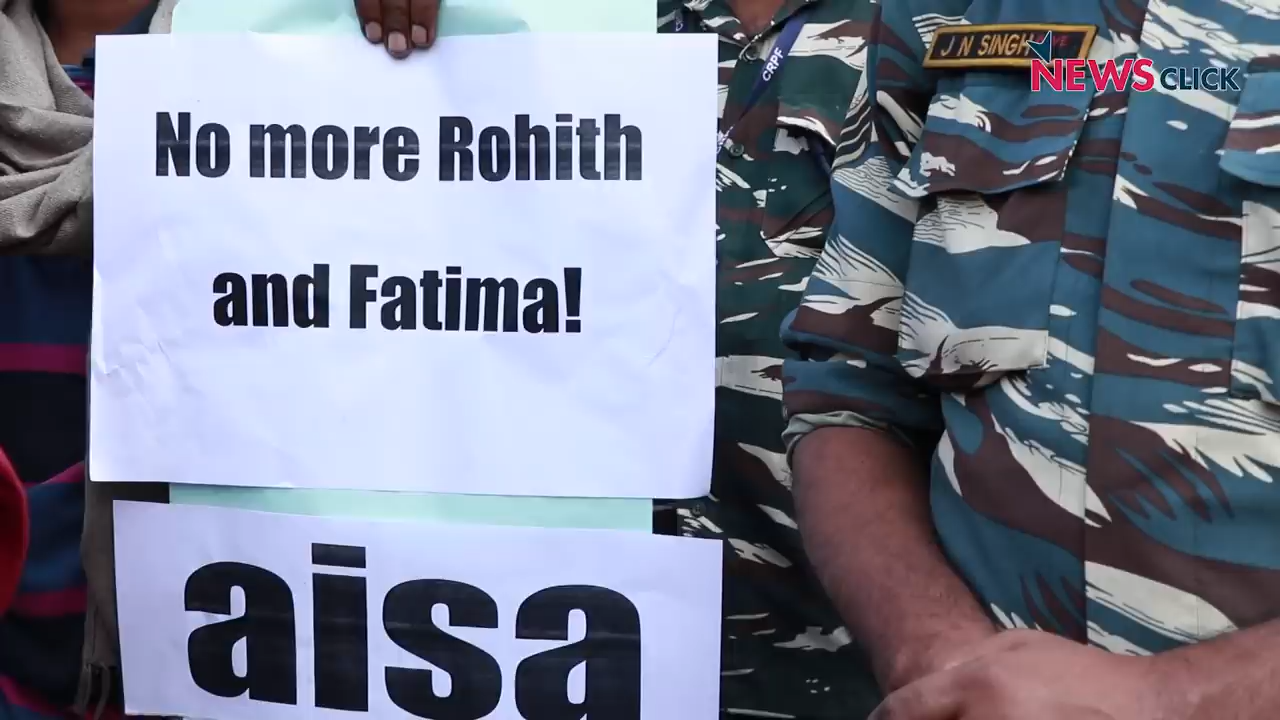 No more Rohith
and Fatima!
aisa
CRPF
J N SINGH
NEWSCLICK